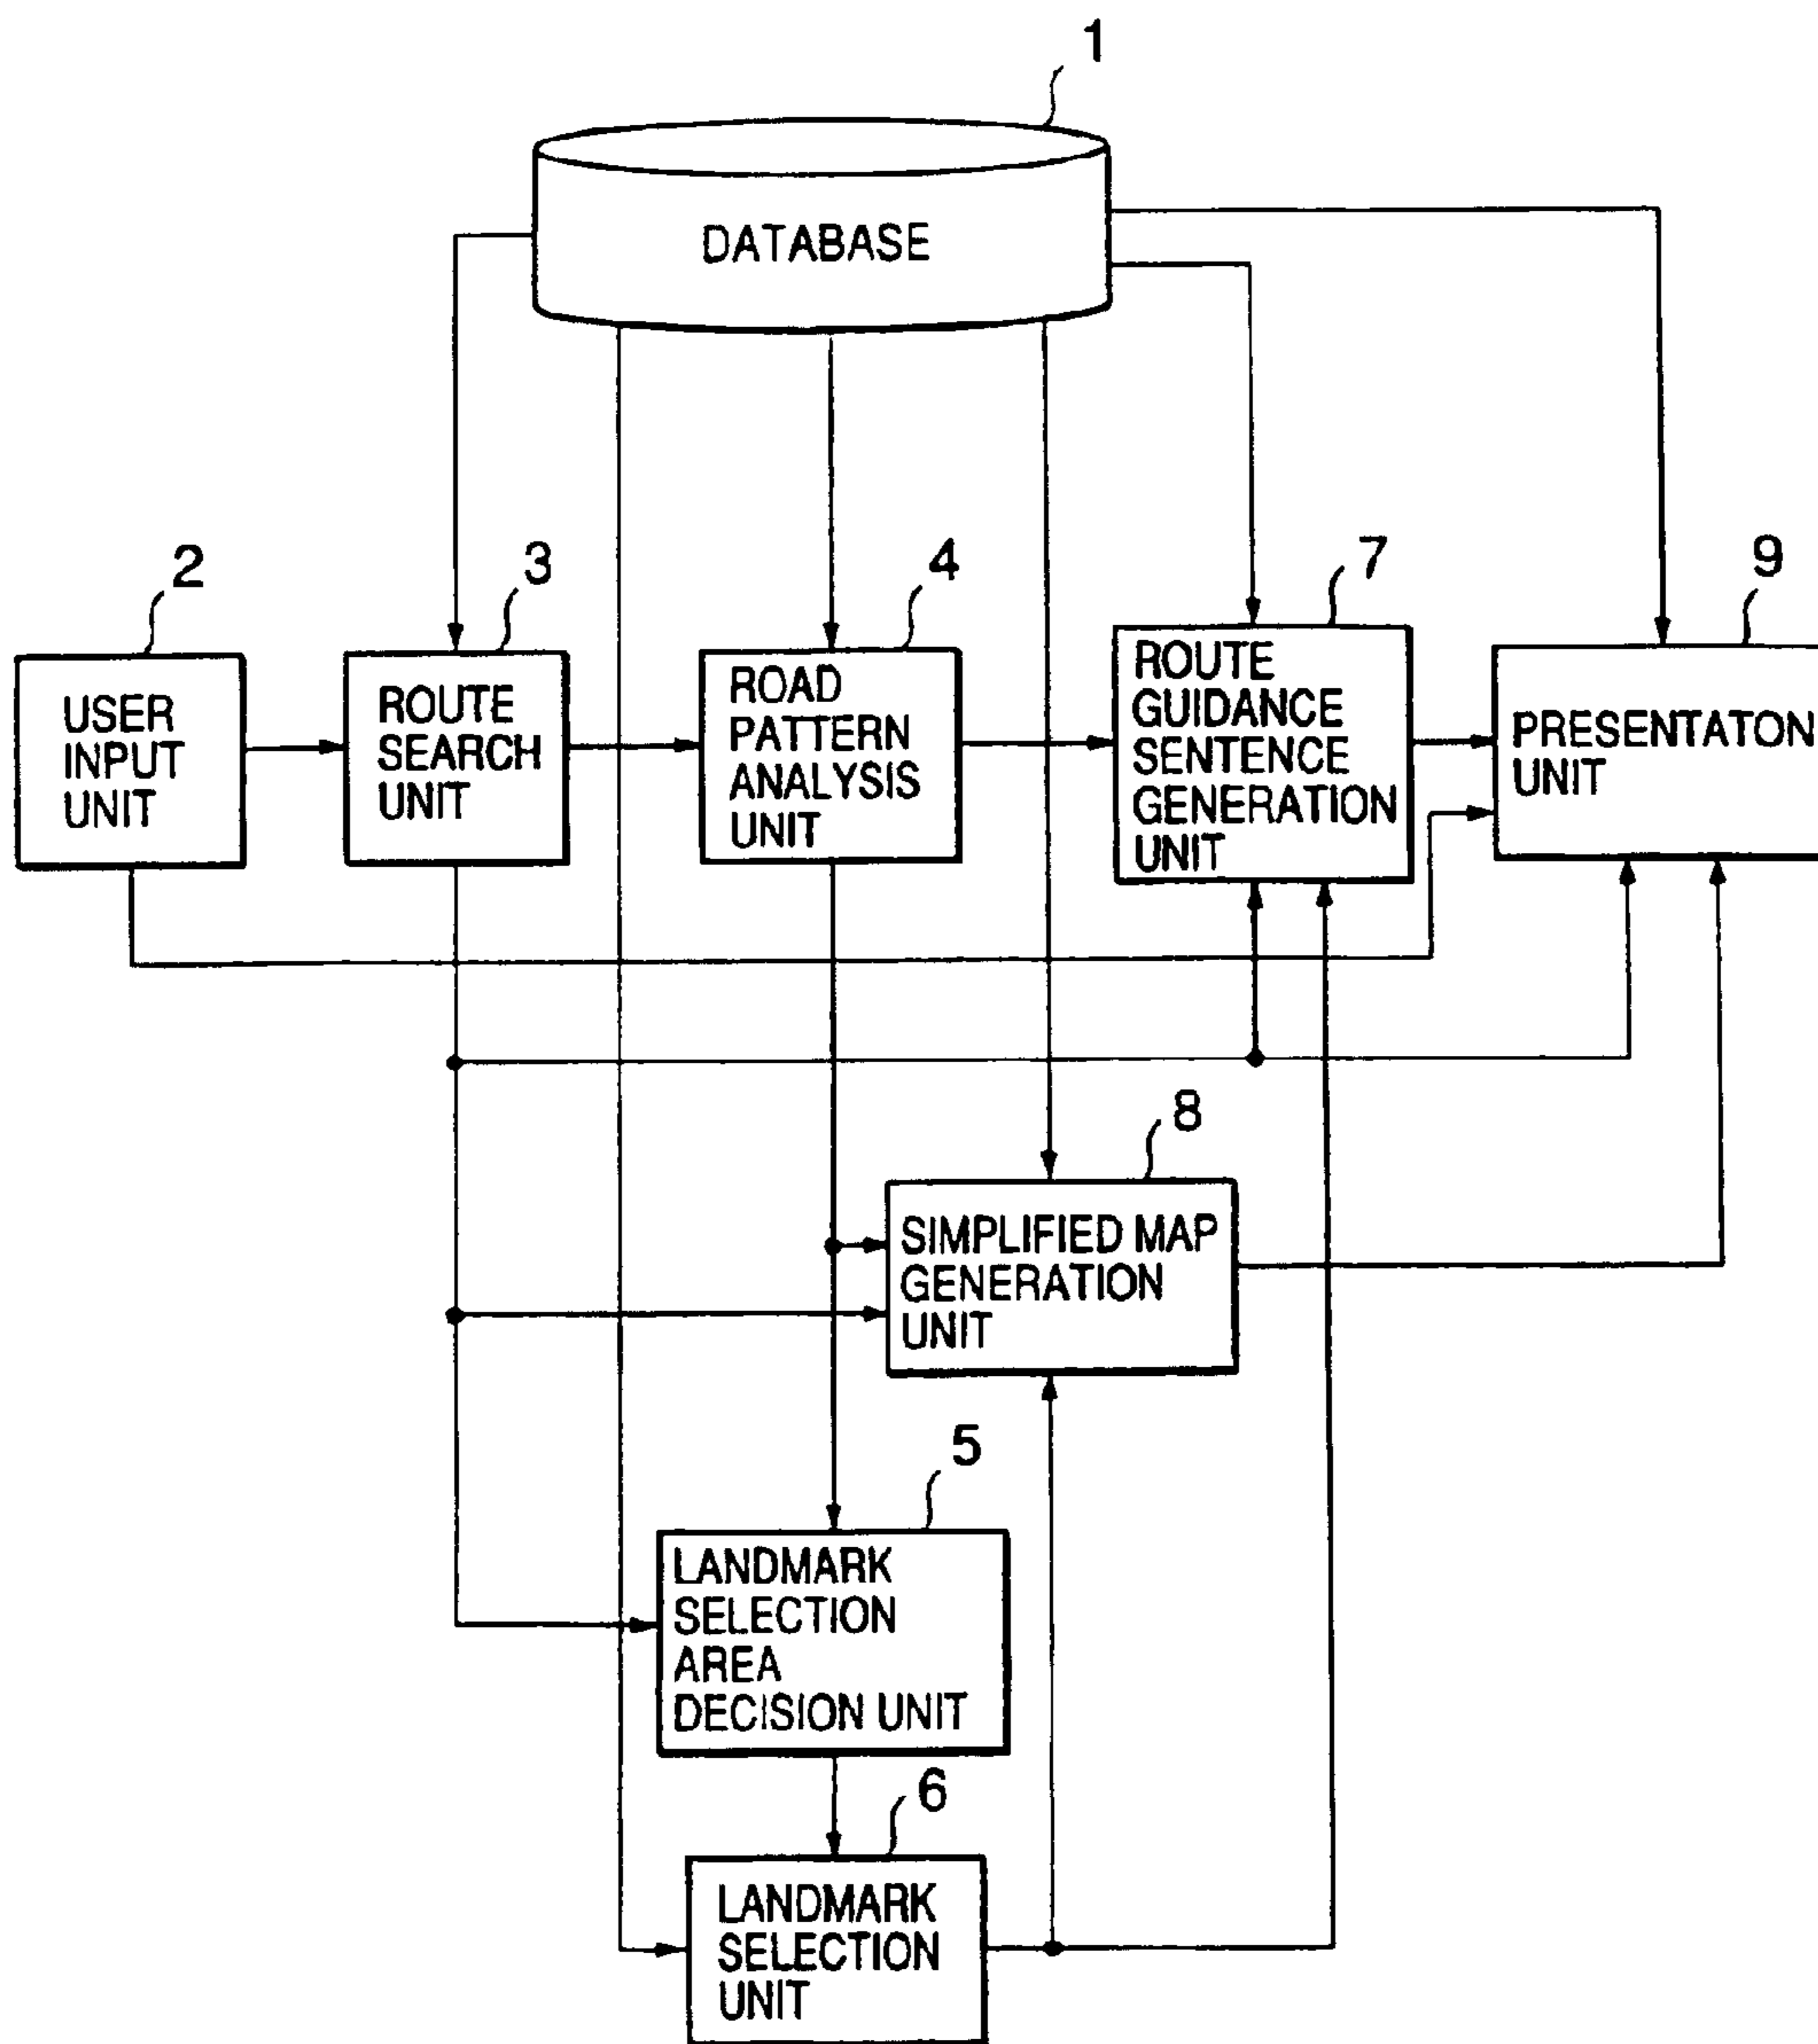 1
DATABASE
2
USER
INPUT
UNIT
3
ROUTE
SEARCH
UNIT
4
ROAD
PATTERN
ANALYSIS
UNIT
7
ROUTE
GUIDANCE
SENTENCE
GENERATION
UNIT
9
PRESENTATON
UNIT
8
SIMPLIFIED MAP
GENERATION
UNIT
5
LANDMARK
SELECTION
AREA
DECISION UNIT
6
LANDMARK
SELECTION
UNIT